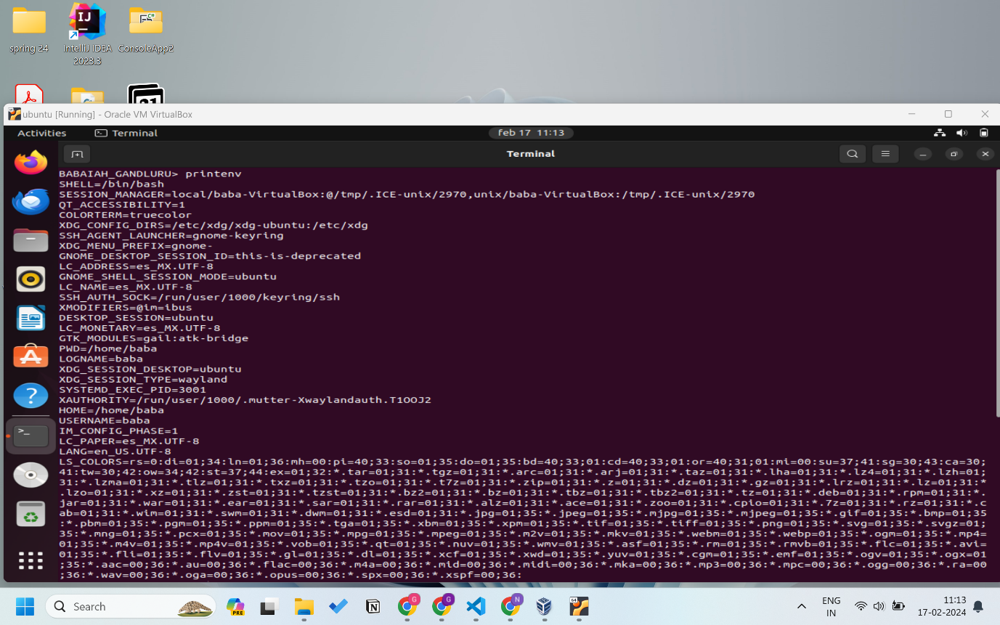 spring 24
IntelliJ IDEA
2023.3
ConsoleApp2
ubuntu [Running] - Oracle VM VirtualBox
Activities
Terminal
feb 17 11:13
Terminal
BABAIAH_GANDLURU> printenv
SHELL=/bin/bash
SESSION_MANAGER=local/baba-VirtualBox:@/tmp/.ICE-unix/2970,unix/baba-VirtualBox:/tmp/.ICE-unix/2970
QT_ACCESSIBILITY=1
COLORTERM=truecolor
XDG_CONFIG_DIRS=/etc/xdg/xdg-ubuntu:/etc/xdg
SSH_AGENT_LAUNCHER=gnome-keyring
XDG_MENU_PREFIX=gnome-
GNOME_DESKTOP_SESSION_ID=this-is-deprecated
LC_ADDRESS=es_MX.UTF-8
GNOME_SHELL_SESSION_MODE=ubuntu
LC_NAME=es_MX.UTF-8
SSH_AUTH_SOCK=/run/user/1000/keyring/ssh
XMODIFIERS=@im=ibus
DESKTOP_SESSION=ubuntu
LC_MONETARY=es_MX.UTF-8
GTK_MODULES=gail:atk-bridge
PWD=/home/baba
LOGNAME=baba
XDG_SESSION_DESKTOP=ubuntu
XDG_SESSION_TYPE=wayland
SYSTEMD_EXEC_PID=3001
XAUTHORITY=/run/user/1000/.mutter-Xwaylandauth.T1OOJ2
HOME=/home/baba
USERNAME=baba
IM_CONFIG_PHASE=1
LC_PAPER=es_MX.UTF-8
LANG=en_US.UTF-8
LS_COLORS=rs=0:di=01;34:ln=01;36:mh=00:pi=40;33:so=01;35:do=01;35:bd=40;33;01:cd=40;33;01:or=40;31;01:mi=00:su=37;41:sg=30;43:ca=30;
41:tw=30;42:ow=34;42:st=37;44:ex=01;32:*.tar=01;31:*.tgz=01;31:*.arc=01;31:*.arj=01;31:*.taz=01;31:*.lha=01;31:*.lz4=01;31:*.lzh=01;
31:*.lzma=01;31:*.tlz=01;31:*.txz=01;31:*.tzo=01;31:*.t7z=01;31:*.zip=01;31:*.z=01;31:*.dz=01;31:*.gz=01;31:*.lrz=01;31:*.lz=01;31:*
.lzo=01;31:*.xz=01;31:*.zst=01;31:*.tzst=01;31:*.bz2=01;31:*.bz=01;31:*.tbz=01;31:*.tbz2=01;31:*.tz=01;31:*.deb=01;31:*.rpm=01;31:*.
jar=01;31:*.war=01;31:*.ear=01;31:*.sar=01;31:*.rar=01;31:*.alz=01;31:*.ace=01;31:*.zoo=01;31:*.cpio=01;31:*.7z=01;31:*.rz=01;31:*.c
ab=01;31:*.wim=01;31:*.swm=01;31:*.dwm=01;31:*.esd=01;31:*.jpg=01;35:*.jpeg=01;35:*.mjpg=01;35:*.mjpeg=01;35:*.gif=01;35:*.bmp=01;35
:*.pbm=01;35:*.pgm=01;35:*.ppm=01;35:*.tga=01;35:*.xbm=01;35:*.xpm=01;35:*.tif=01;35:*.tiff=01;35:*.png=01;35:*.svg=01;35:*.svgz=01;
35:*.mng=01;35:*.pcx=01;35:*.mov=01;35:*.mpg=01;35:*.mpeg=01;35:*.m2v=01;35:*.mkv=01;35:*.webm=01;35:*.webp=01;35:*.ogm=01;35:*.mp4=
01;35:*.m4v=01;35:*.mp4v=01;35:*.vob=01;35:*.qt=01;35:*.nuv=01;35:*.wmv=01;35:*.asf=01;35:*.rm=01;35:*.rmvb=01;35:*.flc=01;35:*.avi=
01;35:*.fli=01;35:*.flv=01;35:*.gl=01;35:*.dl=01;35:*.xcf=01;35:*.xwd=01;35:*.yuv=01;35:*.cgm=01;35:*.emf=01;35:*.ogv=01;35:*.ogx=01
;35:*.aac=00;36:*.au=00;36:*.flac=00;36:*.m4a=00;36:*.mid=00;36:*.midi=00;36:*.mka=00;36:*.mp3=00;36:*.mpc=00;36:*.ogg=00;36:*.ra=00
;36:*.wav=00;36:*.oga=00;36:*.opus=00;36:*.spx=00;36:*.xspf=00;36:
Search
PRE
G
G
N
64
ENG
IN
11:13
17-02-2024